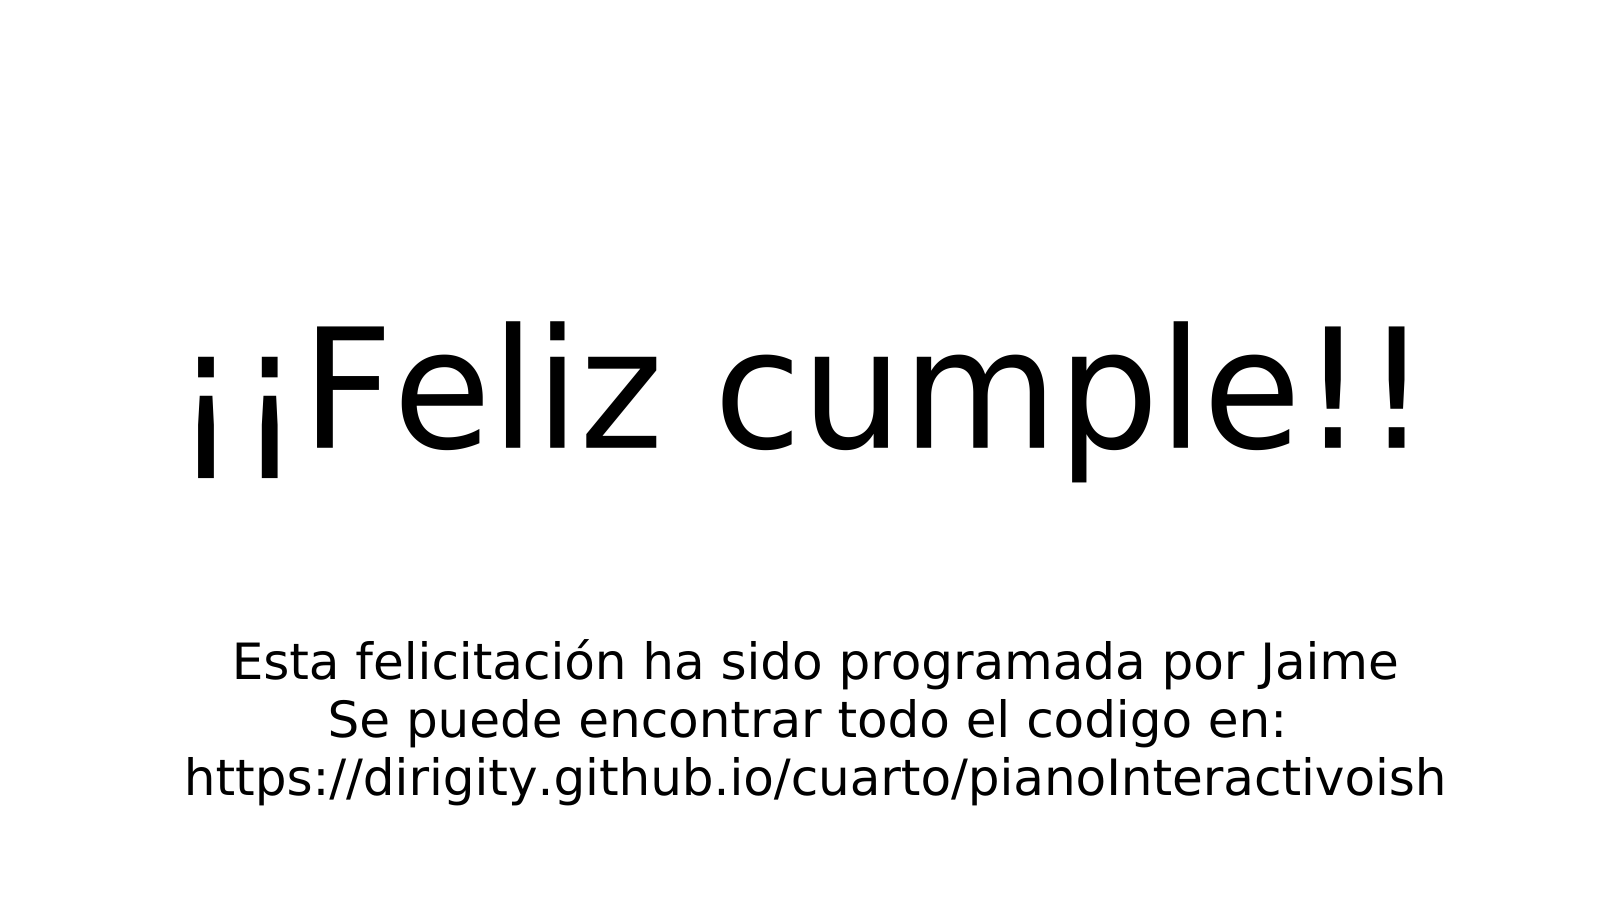 ¡¡Feliz cumple!!
Esta felicitación ha sido programada por Jaime
Se puede encontrar todo el codigo en:
https://dirigity.github.io/cuarto/pianoInteractivoish